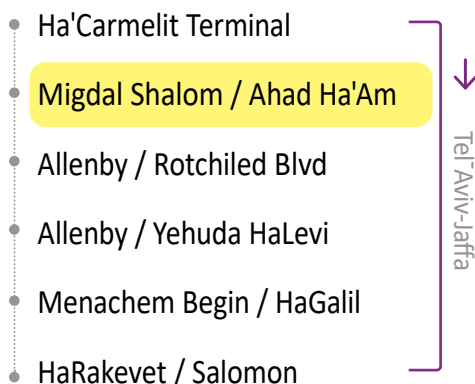 Ha'Carmelit Terminal
Migdal Shalom / Ahad Ha'Am
Allenby / Rotchiled Blvd
Allenby / Yehuda HaLevi
Menachem Begin / HaGalil
HaRakevet / Salomon
Tel-Aviv-Jaffa